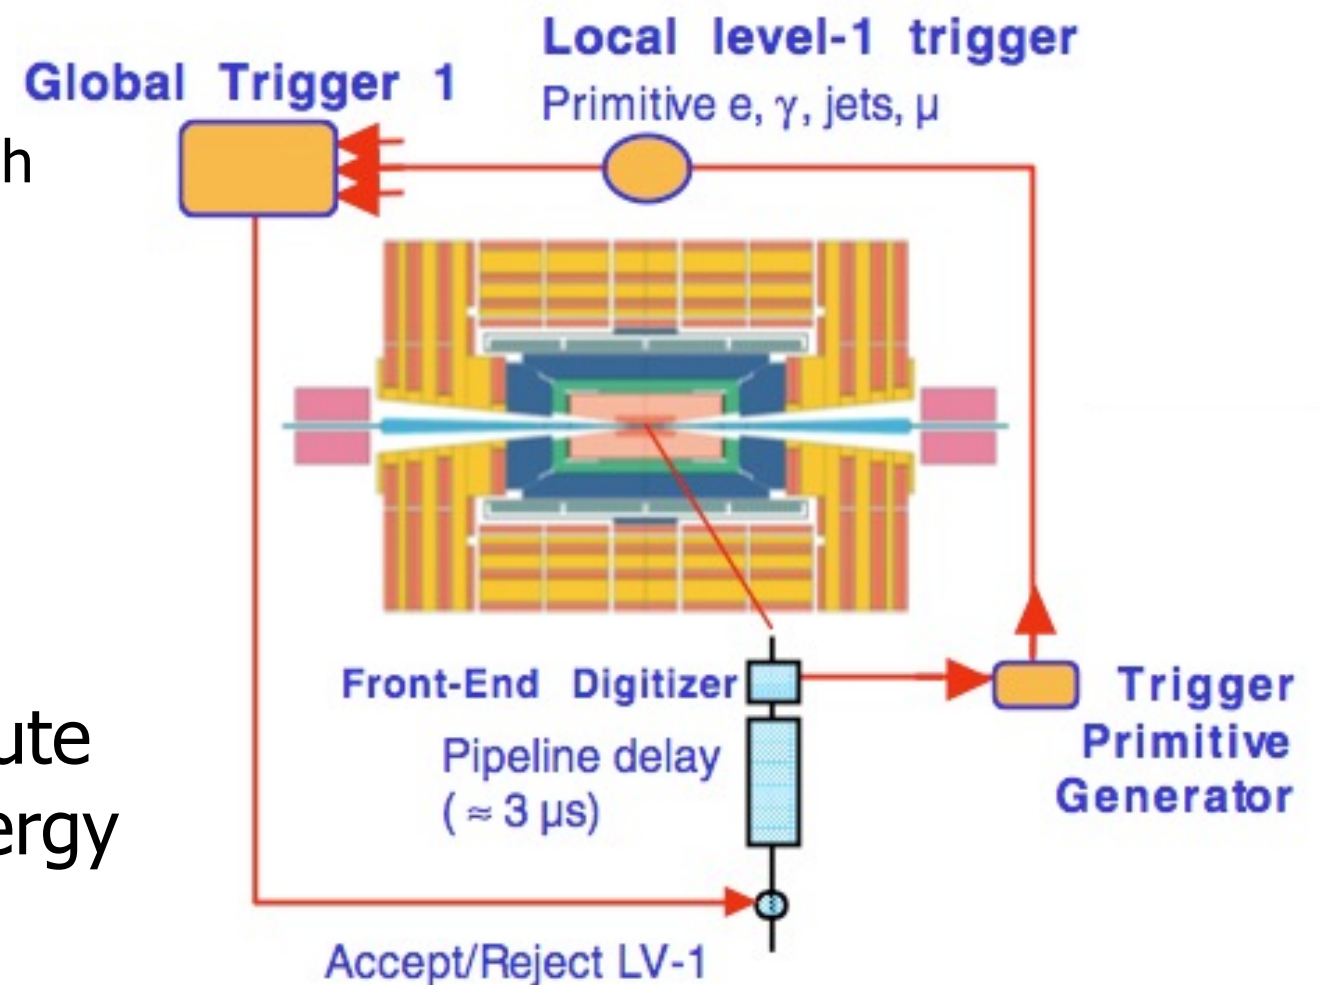 Local level-1 trigger
Global Trigger 1
Primitive e, γ, jets, μ
h
Front-End Digitizer
Trigger
Primitive
Generator
ute
Pipeline delay
(≈ 3 μs)
ergy
Accept/Reject LV-1